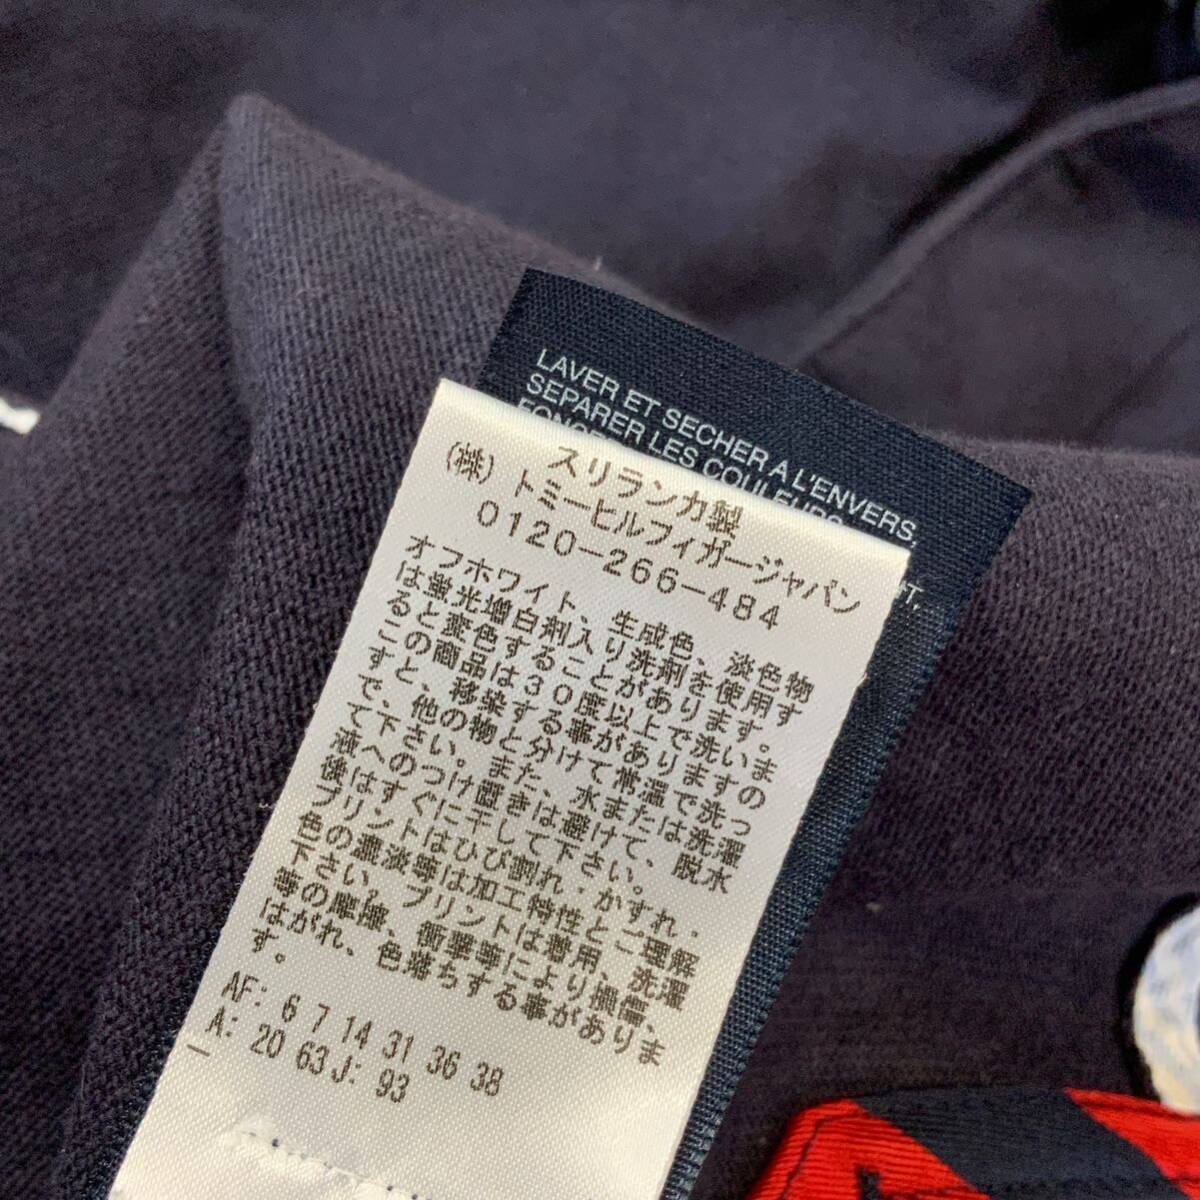 LAVER ET SECHER A L'ENVERS,
SEPARER LES COULEURS
スリランカ製
(株)トミーヒルフィガージャパン
0120-266-484
オフホワイト、生成色、淡色物
は蛍光増白剤入り洗剤を使用す
ると変色することがあります。
この商品は30度以上で洗いま
すと、移染する事がありますの
で、他の物と分けて常温で洗っ
て下さい。また、水または洗濯
液へのつけ置きは避けて、脱水
後はすぐに干して下さい。
プリントはひび割れ・かすれ・
色の濃淡等は加工特性とご理解
下さい。プリントは着用、洗濯
等の摩擦、衝撃等により損傷、
はがれ、色落ちする事がありま
す。
AF: 6 7 14 31 36 38
A: 20 63 J: 93